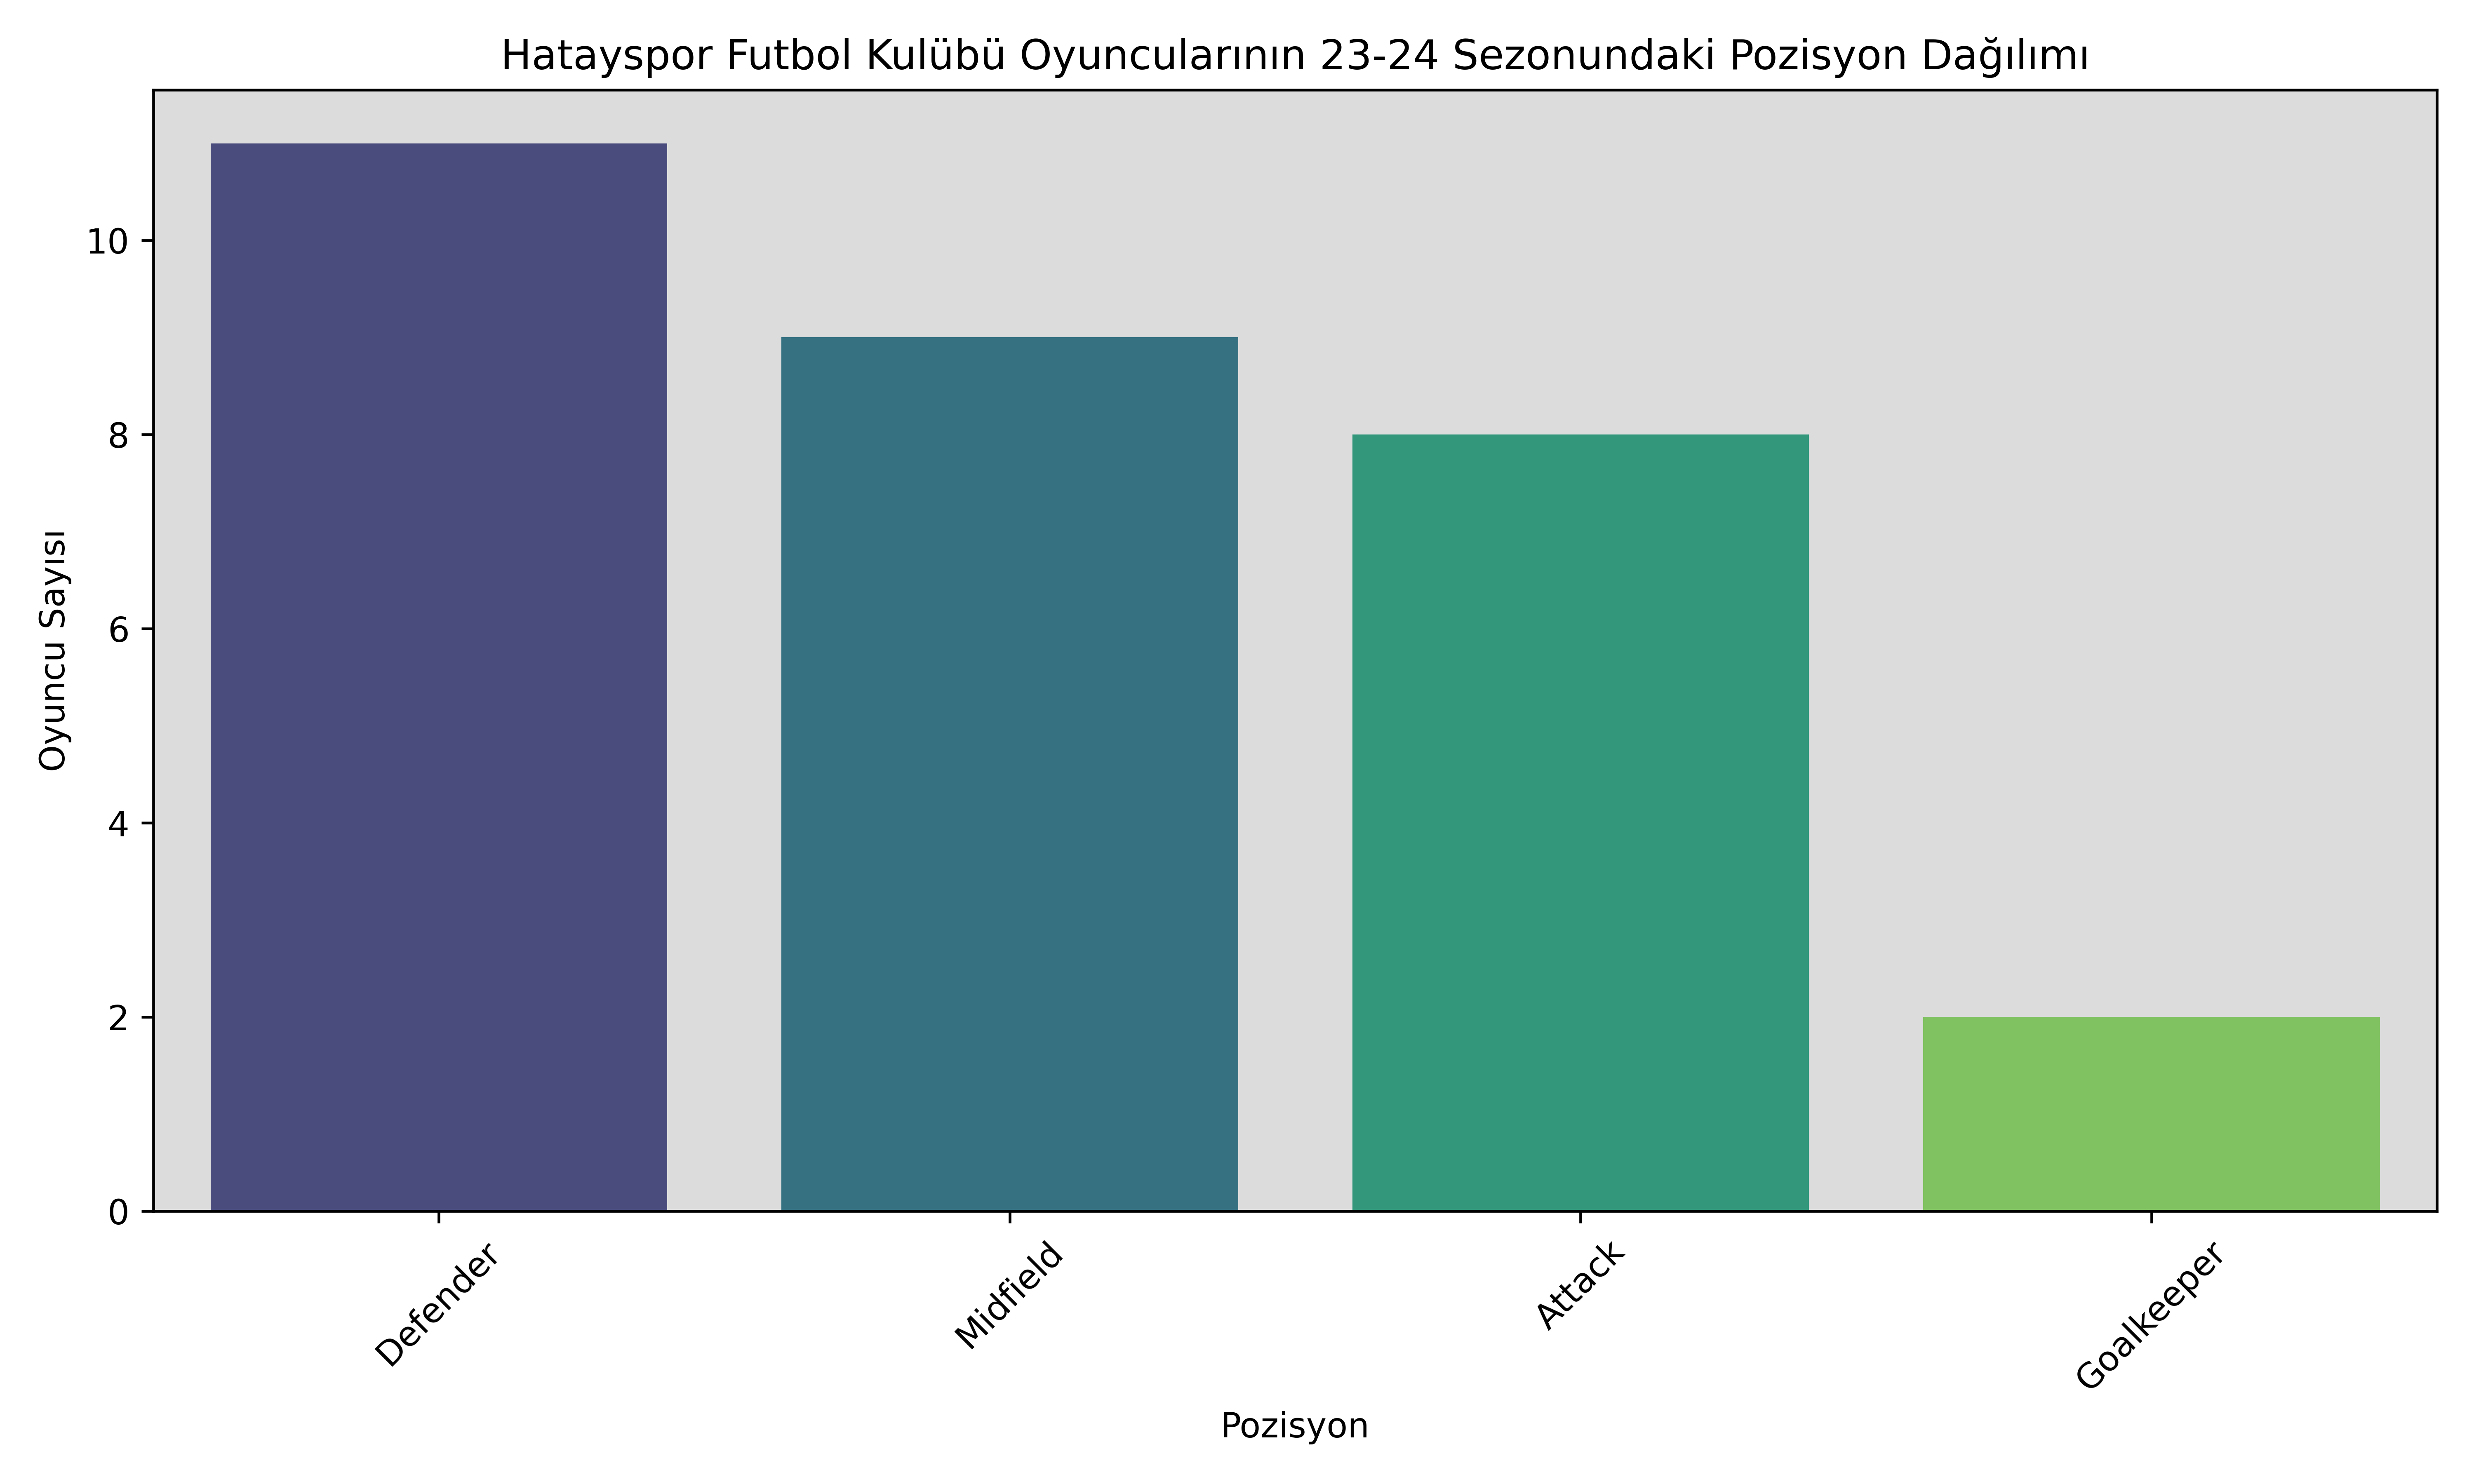 Hatayspor Futbol Kulübü Oyuncularının 23-24 Sezonundaki Pozisyon Dağılımı
Oyuncu Sayısı
10
8
6
4
2
0
Defender
Midfield
Attack
Goalkeeper
Pozisyon